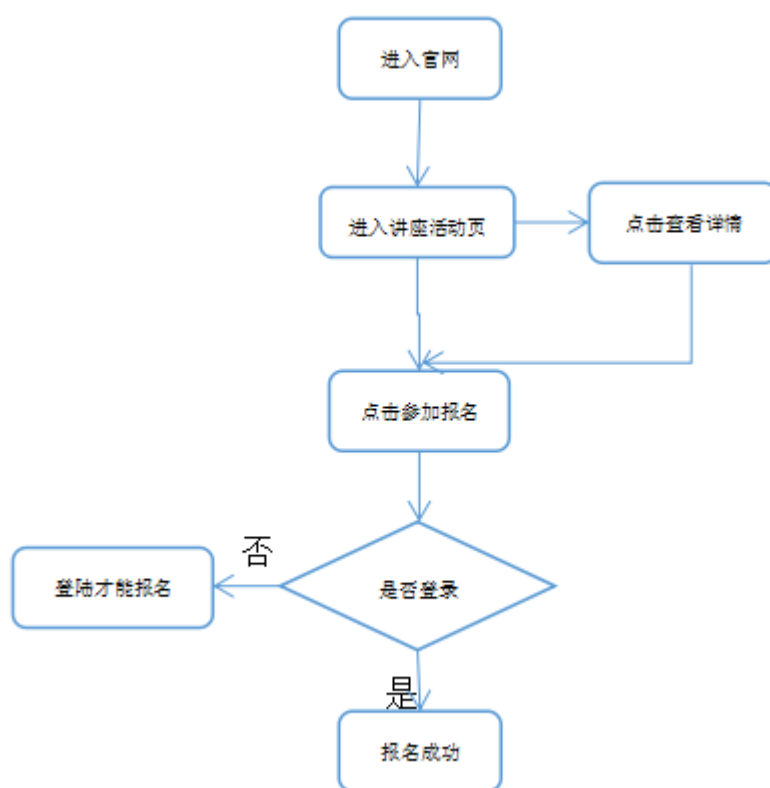 进入官网
进入讲座活动页
点击查看详情
点击参加报名
否
登陆才能报名
是否登录
是
报名成功